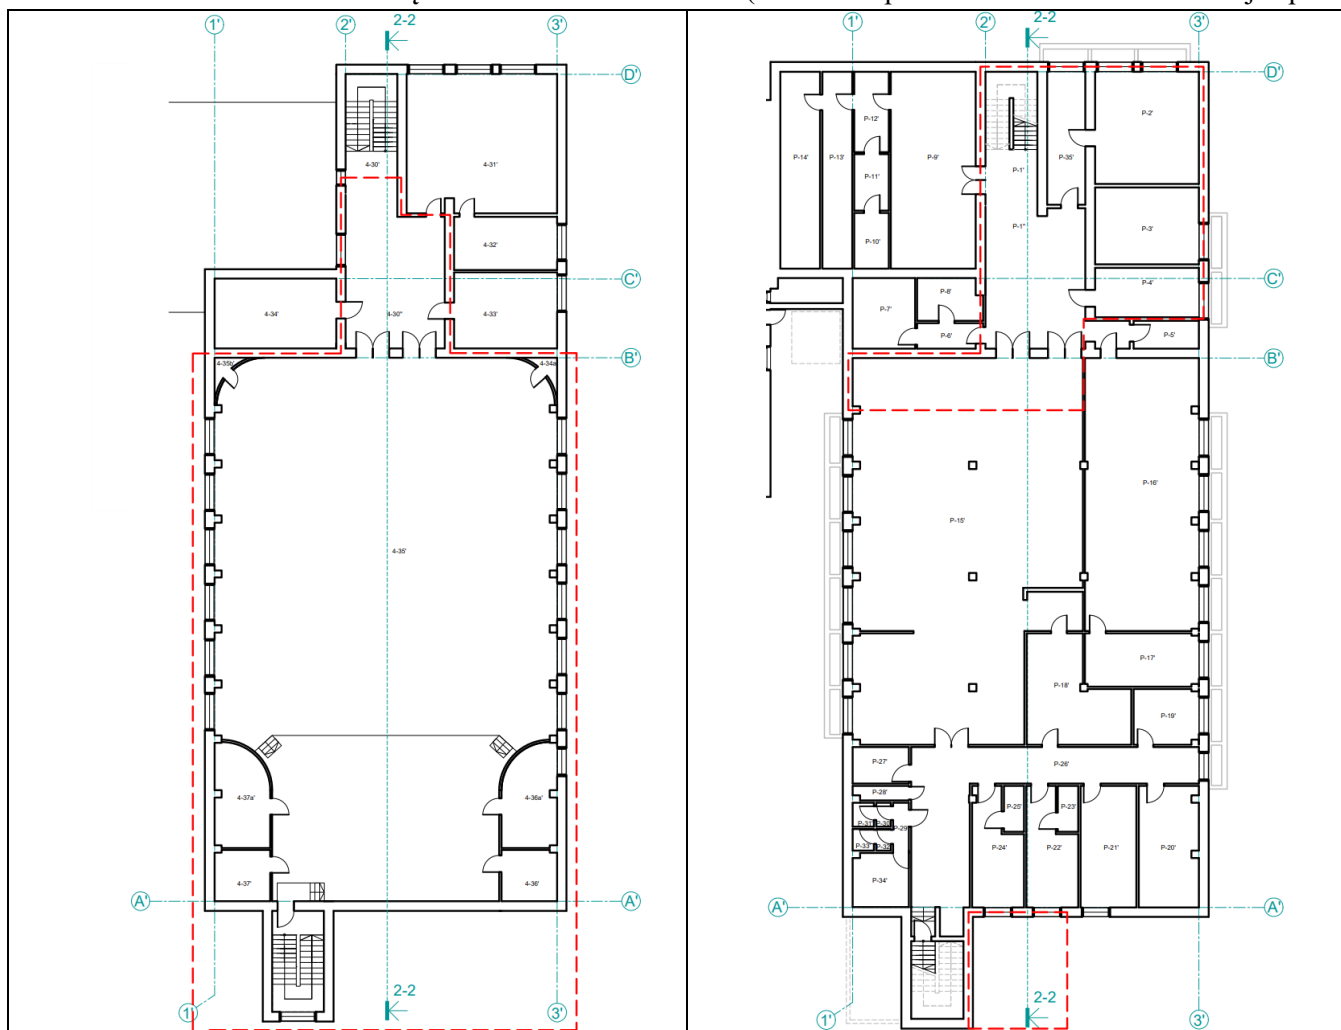 1'
2'
2-2
3'
D'
4-30'
4-31'
4-32'
C'
4-34'
4-30"
4-33'
B'
4-34a
4-35'
A'
4-37a'
4-36a'
4-37'
4-36'
A'
2-2
1'
3'
1'
2'
2-2
3'
D'
P-12'
P-2'
P-14'
P-13'
P-9'
P-35'
P-11'
P-1'
P-1"
P-10'
P-3'
C'
P-4'
P-7'
P-8'
P-6'
P-5'
B'
P-16'
P-15'
P-17'
P-18'
P-19'
P-27'
P-26'
P-28'
P-25'
P-23'
P-31'
P-30'
P-29'
P-33'
P-32'
P-24'
P-22'
P-21'
P-20'
P-34'
A'
A'
2-2
1'
3'